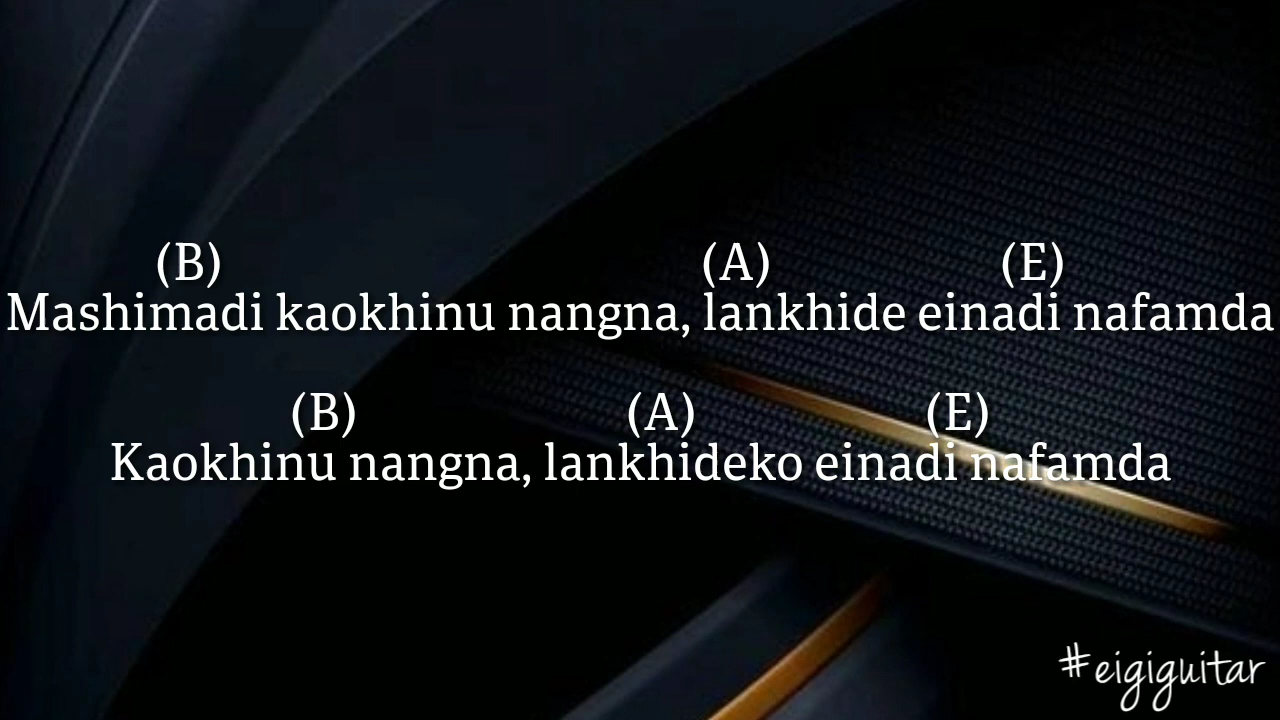 (B) (A) (E)
Mashimadi kaokhinu nangna, lankhide einadi nafamda
(B) (A) (E)
Kaokhinu nangna, lankhideko einadi nafamda
#eigiguitar